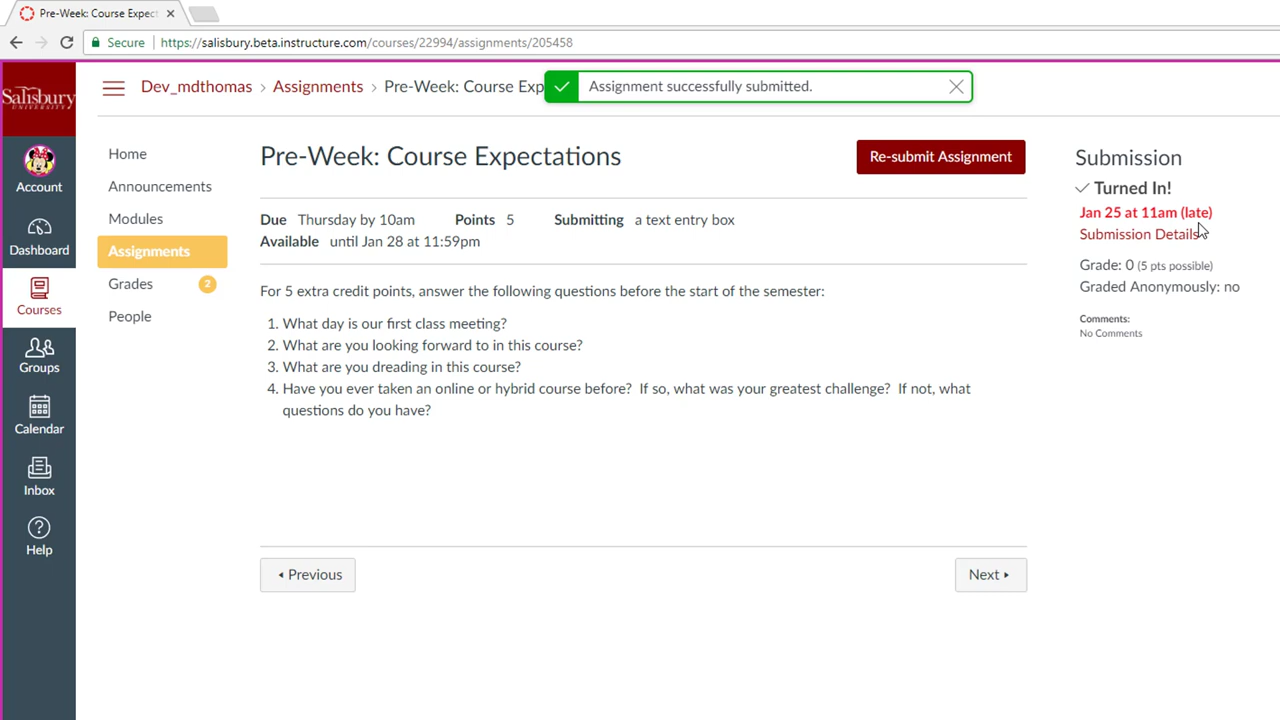 Pre-Week: Course Expect
Secure https://salisbury.beta.instructure.com/courses/22994/assignments/205458
Salisbury
UNIVERSITY
Account
Dashboard
Courses
Groups
Calendar
Inbox
Help
Dev_mdthomas › Assignments › Pre-Week: Course Exp
Assignment successfully submitted.
Home
Announcements
Modules
Assignments
Grades 2
People
Pre-Week: Course Expectations
Re-submit Assignment
Due Thursday by 10am Points 5 Submitting a text entry box
Available until Jan 28 at 11:59pm
For 5 extra credit points, answer the following questions before the start of the semester:
1. What day is our first class meeting?
2. What are you looking forward to in this course?
3. What are you dreading in this course?
4. Have you ever taken an online or hybrid course before? If so, what was your greatest challenge? If not, what
questions do you have?
Previous
Next
Submission
Turned In!
Jan 25 at 11am (late)
Submission Details
Grade: 0 (5 pts possible)
Graded Anonymously: no
Comments:
No Comments